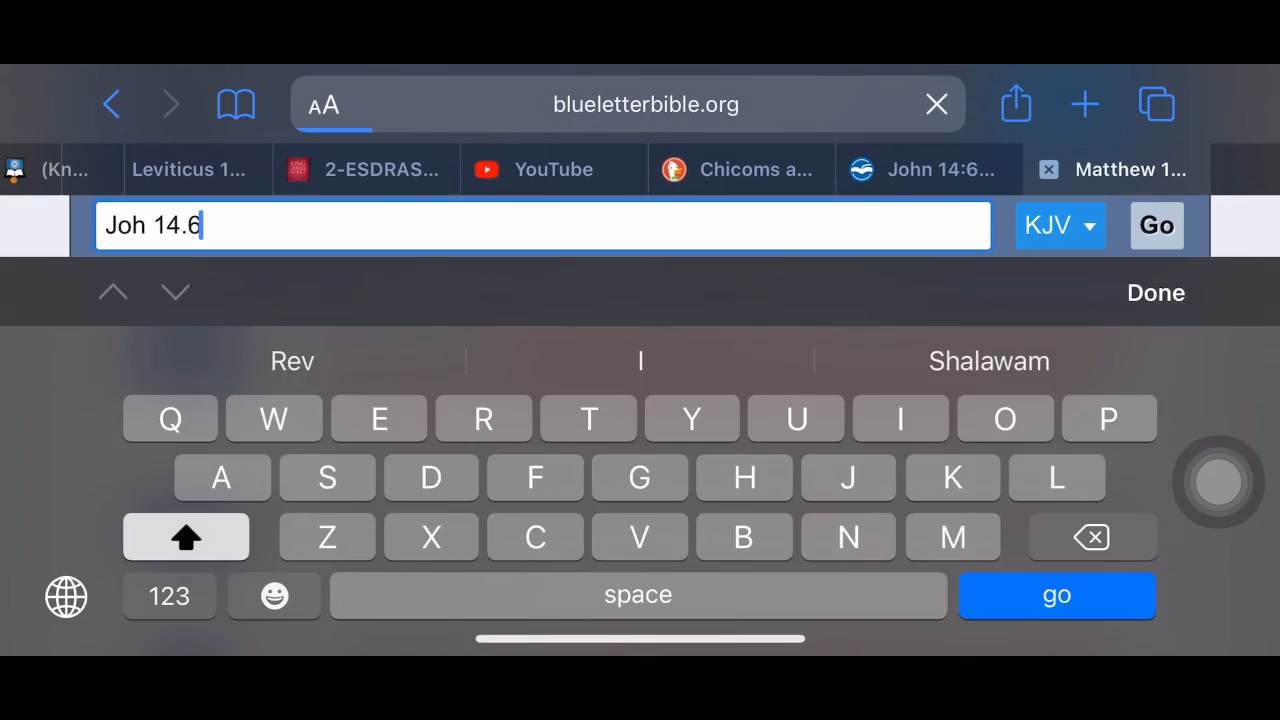 AA blueletterbible.org
(Kn... Leviticus 1... 2-ESDRAS... YouTube Chicoms a... John 14:6... Matthew 1...
Joh 14.6 KJV Go
Done
Rev I Shalawam
Q W E R T Y U I O P
A S D F G H J K L
Z X C V B N M
123 space go